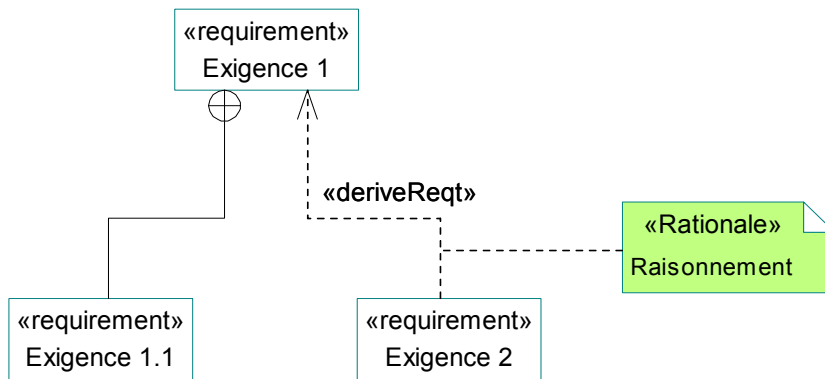 «requirement»
Exigence 1
«deriveReqt»
«Rationale»
Raisonnement
«requirement»
Exigence 1.1
«requirement»
Exigence 2